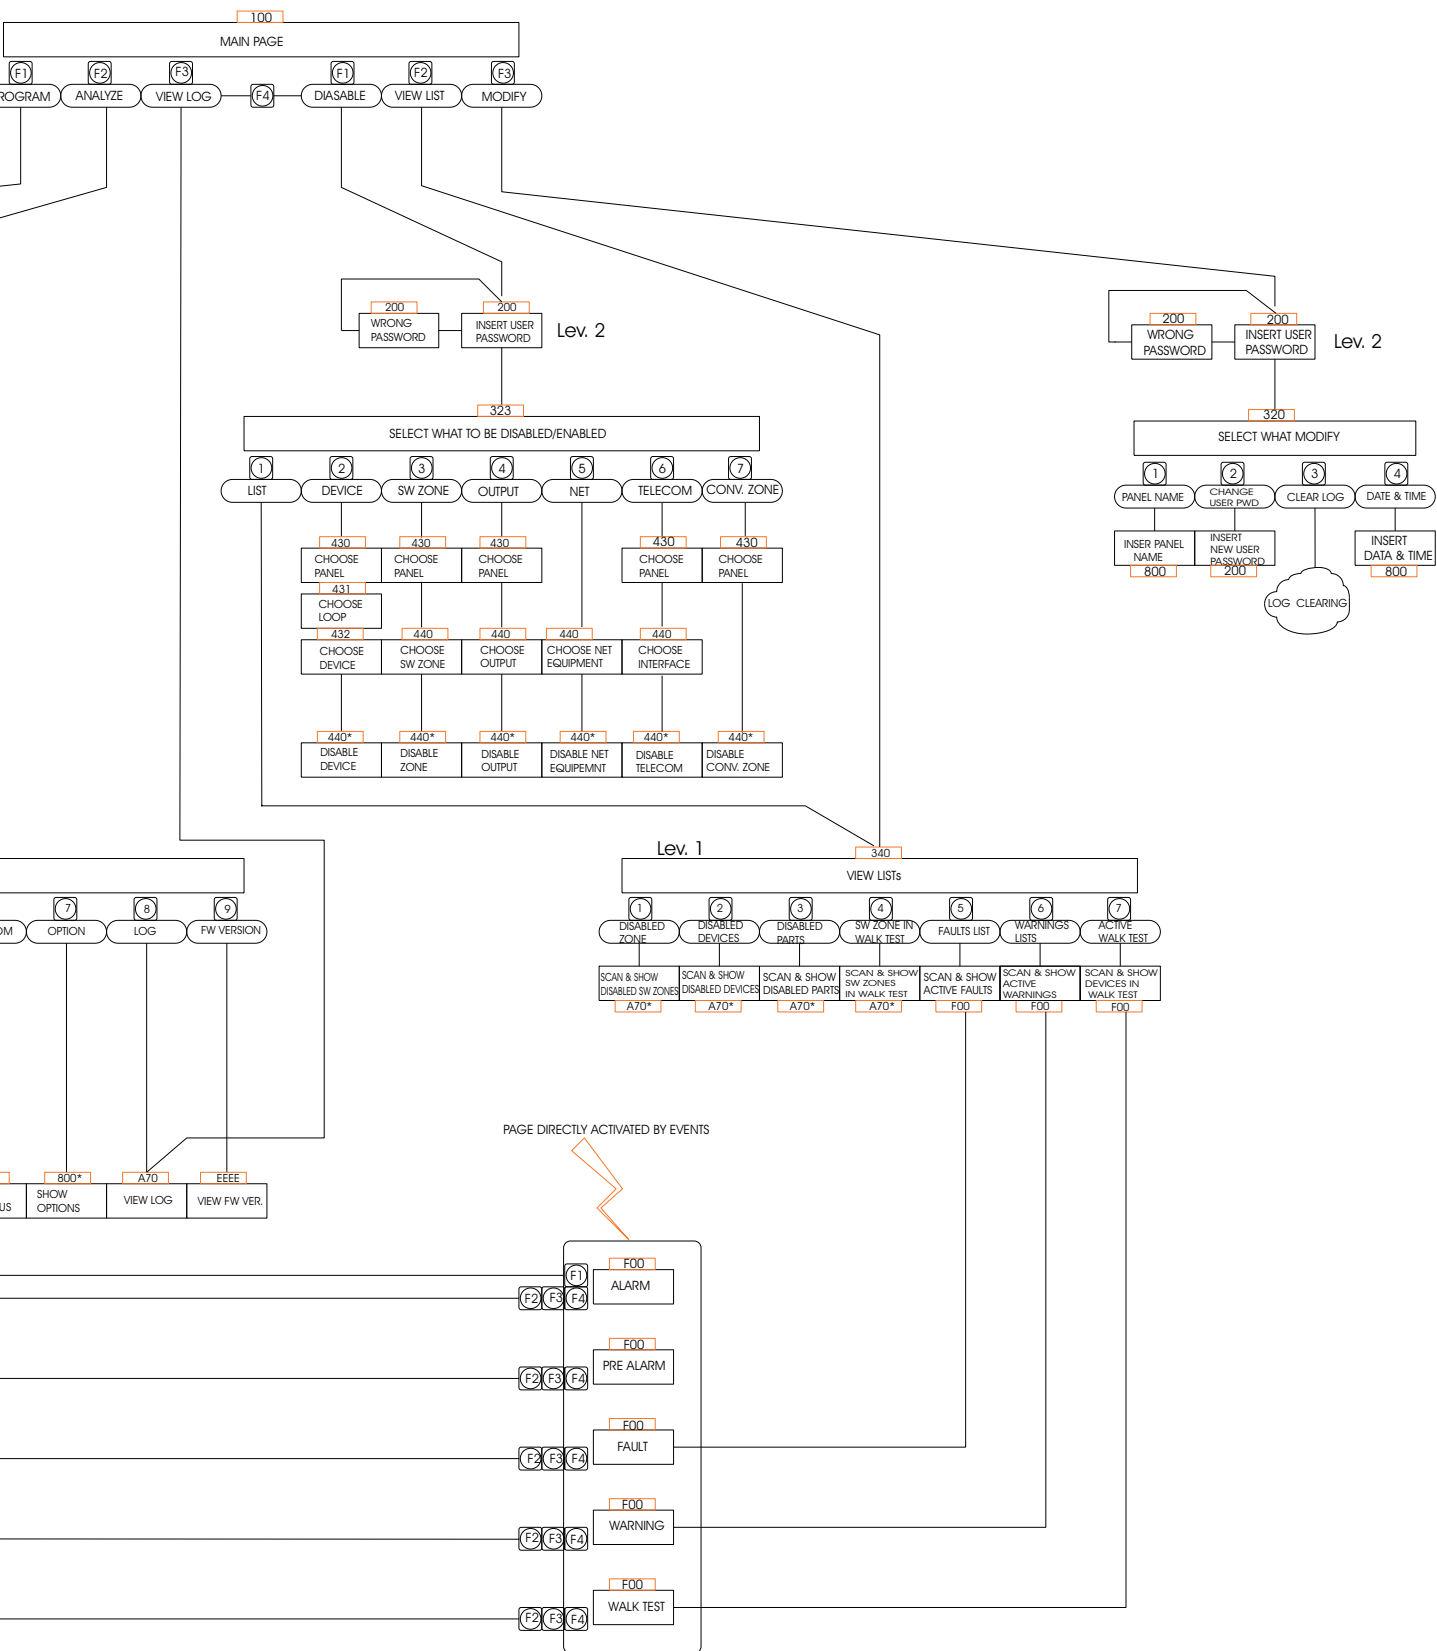 100
MAIN PAGE
F1 F2 F3 F1 F2 F3
ROGRAM ANALYZE VIEW LOG F4 DIASABLE VIEW LIST MODIFY
200 200
WRONG PASSWORD
INSERT USER PASSWORD
Lev. 2
200 200
WRONG PASSWORD
INSERT USER PASSWORD
Lev. 2
323
SELECT WHAT TO BE DISABLED/ENABLED
1 2 3 4 5 6 7
LIST DEVICE SW ZONE OUTPUT NET TELECOM CONV. ZONE
430 430 430 430 430
CHOOSE PANEL
CHOOSE PANEL
CHOOSE PANEL
CHOOSE PANEL
CHOOSE PANEL
431
CHOOSE LOOP
432 440 440 440 440
CHOOSE DEVICE
CHOOSE SW ZONE
CHOOSE OUTPUT
CHOOSE NET EQUIPMENT
CHOOSE INTERFACE
440* 440* 440* 440* 440* 440*
DISABLE DEVICE
DISABLE ZONE
DISABLE OUTPUT
DISABLE NET EQUIPEMNT
DISABLE TELECOM
DISABLE CONV. ZONE
320
SELECT WHAT MODIFY
1 2 3 4
PANEL NAME
CHANGE USER PWD
CLEAR LOG
DATE & TIME
INSER PANEL NAME
INSERT NEW USER PASSWORD
INSERT DATA & TIME
800 200 800
LOG CLEARING
Lev. 1
340
VIEW LISTs
1 2 3 4 5 6 7
DISABLED ZONE
DISABLED DEVICES
DISABLED PARTS
SW ZONE IN WALK TEST
FAULTS LIST
WARNINGS LISTS
ACTIVE WALK TEST
SCAN & SHOW DISABLED SW ZONES
SCAN & SHOW DISABLED DEVICES
SCAN & SHOW DISABLED PARTS
SCAN & SHOW SW ZONES IN WALK TEST
SCAN & SHOW ACTIVE FAULTS
SCAN & SHOW ACTIVE WARNINGS
SCAN & SHOW DEVICES IN WALK TEST
A70* A70* A70* A70* F00 F00 F00
7 8 9
OM OPTION LOG FW VERSION
800* A70 EEEE
US
SHOW OPTIONS
VIEW LOG
VIEW FW VER.
PAGE DIRECTLY ACTIVATED BY EVENTS
F00
F1 ALARM
F2 F3 F4
F00
PRE ALARM
F2 F3 F4
F00
FAULT
F2 F3 F4
F00
WARNING
F2 F3 F4
F00
WALK TEST
F2 F3 F4